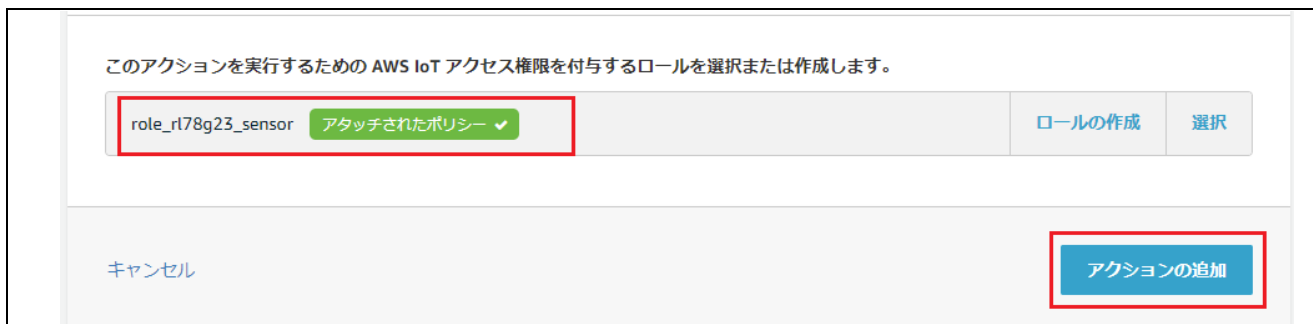 このアクションを実行するための AWS IoT アクセス権限を付与するロールを選択または作成します。
role_rl78g23_sensor アタッチされたポリシー ✔ ロールの作成 選択
キャンセル アクションの追加